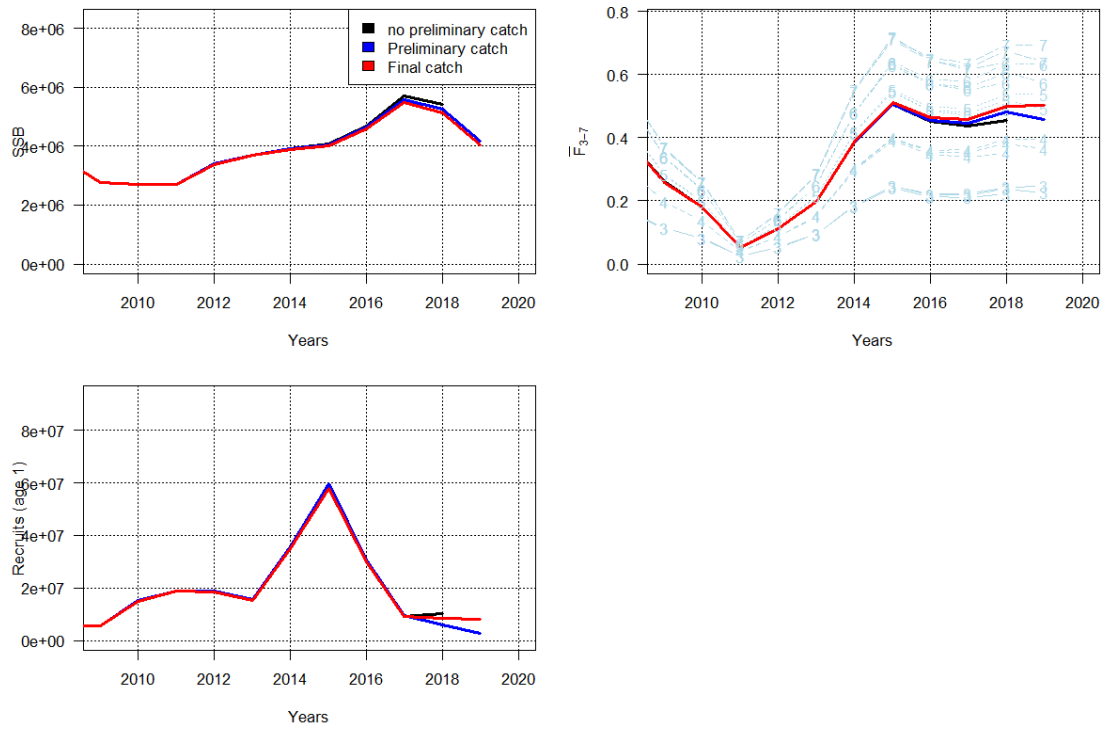 8e+06
6e+06
4e+06
2e+06
0e+00
SSB
no preliminary catch
Preliminary catch
Final catch
2010 2012 2014 2016 2018 2020
Years
0.8
0.6
0.4
0.2
0.0
F3–7
2010 2012 2014 2016 2018 2020
Years
8e+07
6e+07
4e+07
2e+07
0e+00
Recruits (age 1)
2010 2012 2014 2016 2018 2020
Years